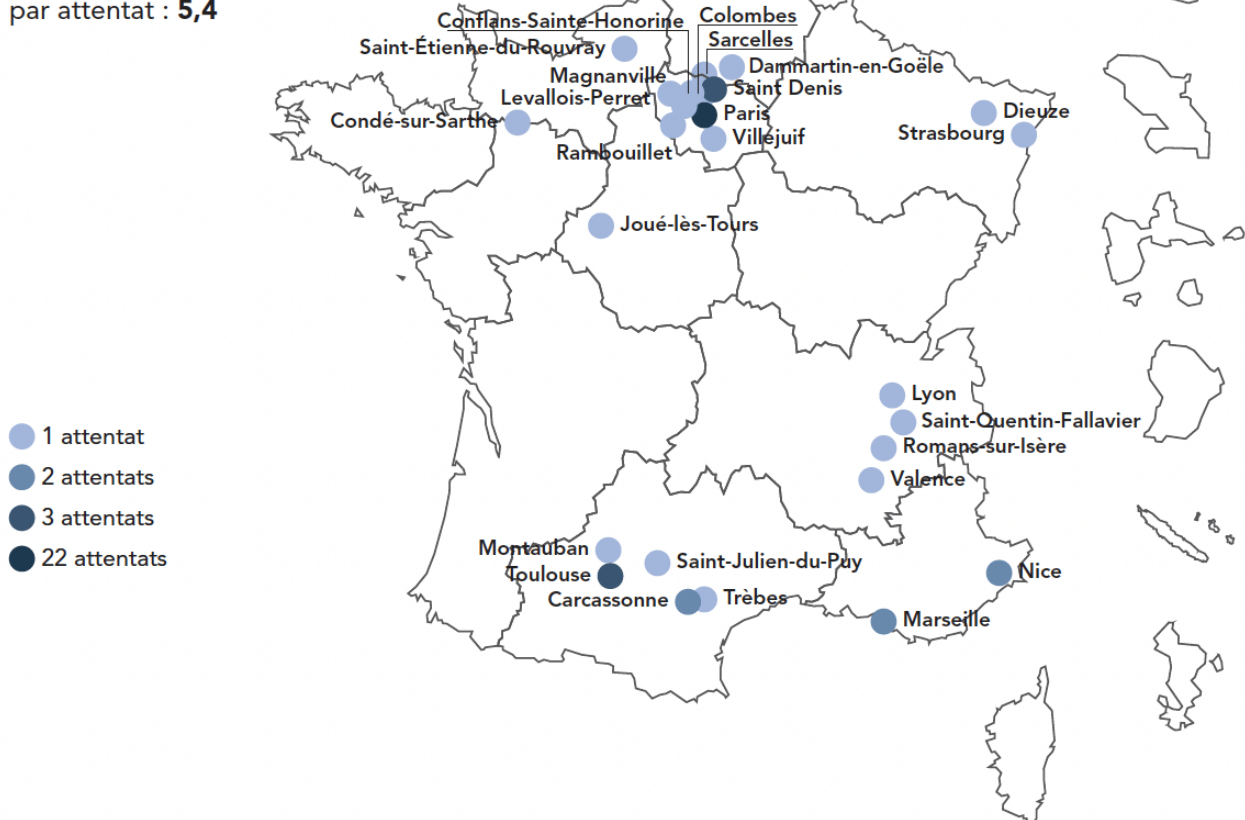 par attentat : 5,4
Colombes
Conflans-Sainte-Honorine
Sarcelles
Saint-Étienne-du-Rouvray
Dammartin-en-Goële
Magnanville
Saint Denis
Levallois-Perret
Dieuze
Paris
Condé-sur-Sarthe
Strasbourg
Villejuif
Rambouillet
Joué-lès-Tours
Lyon
Saint-Quentin-Fallavier
1 attentat
Romans-sur-Isère
2 attentats
Valence
3 attentats
Montauban
22 attentats
Saint-Julien-du-Puy
Toulouse
Nice
Carcassonne
Trèbes
Marseille